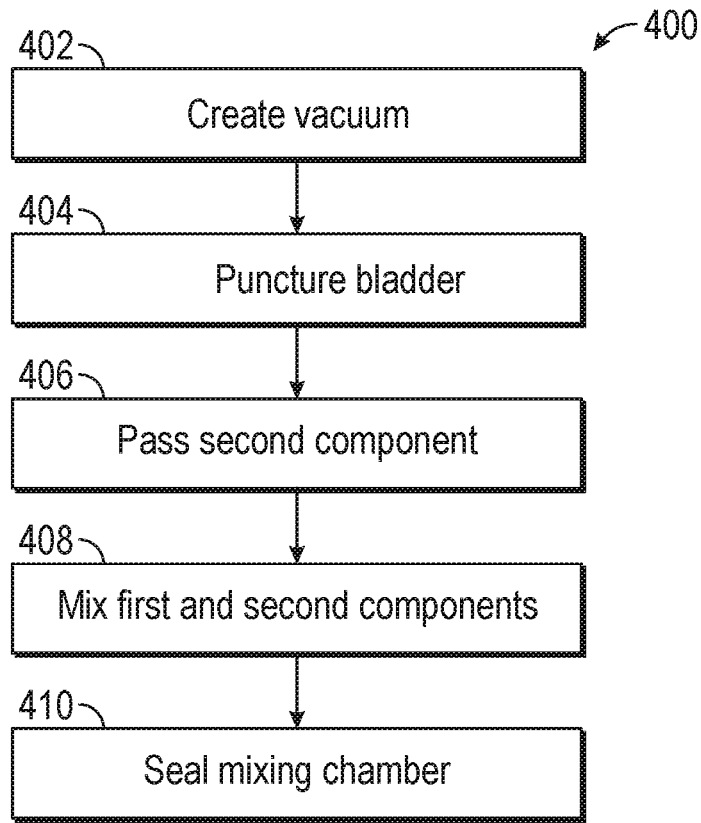 400
402
Create vacuum
404
Puncture bladder
406
Pass second component
408
Mix first and second components
410
Seal mixing chamber